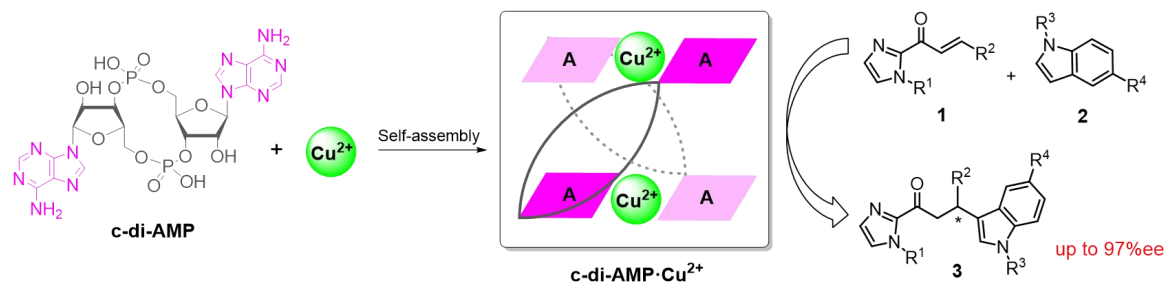 NH₂
N
N
N
N
HO
O
P
O
O
OH
O
O
O
O
P
O
OH
OH
N
N
N
N
NH₂
c-di-AMP
+
Cu²⁺
Self-assembly
A
Cu²⁺
A
A
Cu²⁺
A
c-di-AMP·Cu²⁺
O
N
N
R¹
R²
1
+
R³
N
R⁴
2
O
N
N
R¹
R²
*
R⁴
N
R³
3
up to 97%ee